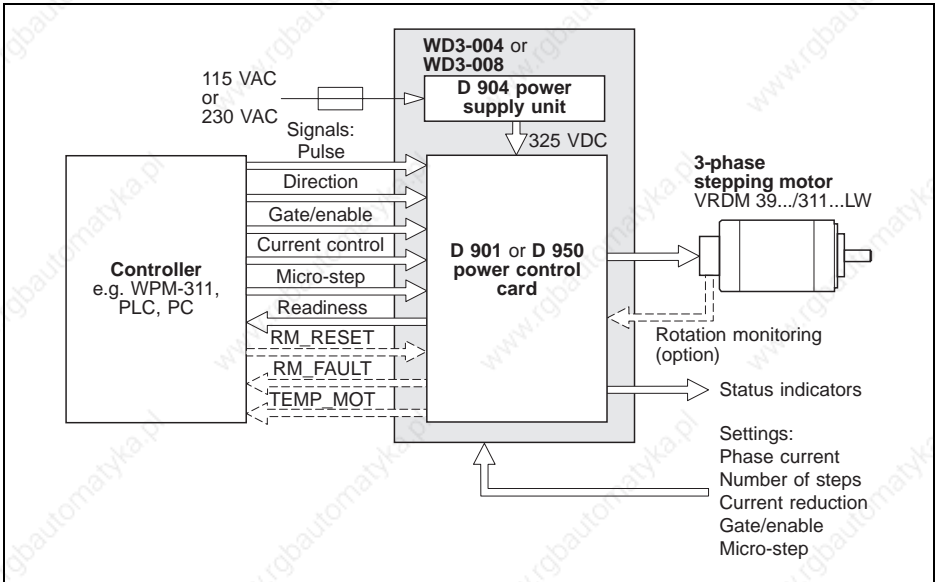 WD3-004 or
WD3-008
D 904 power
supply unit
115 VAC
or
230 VAC
325 VDC
Signals:
Pulse
Direction
Gate/enable
Current control
Micro-step
Readiness
RM_RESET
RM_FAULT
TEMP_MOT
Controller
e.g. WPM-311,
PLC, PC
D 901 or D 950
power control
card
3-phase
stepping motor
VRDM 39.../311...LW
Rotation monitoring
(option)
Status indicators
Settings:
Phase current
Number of steps
Current reduction
Gate/enable
Micro-step
www.rgbautomatyka.pl